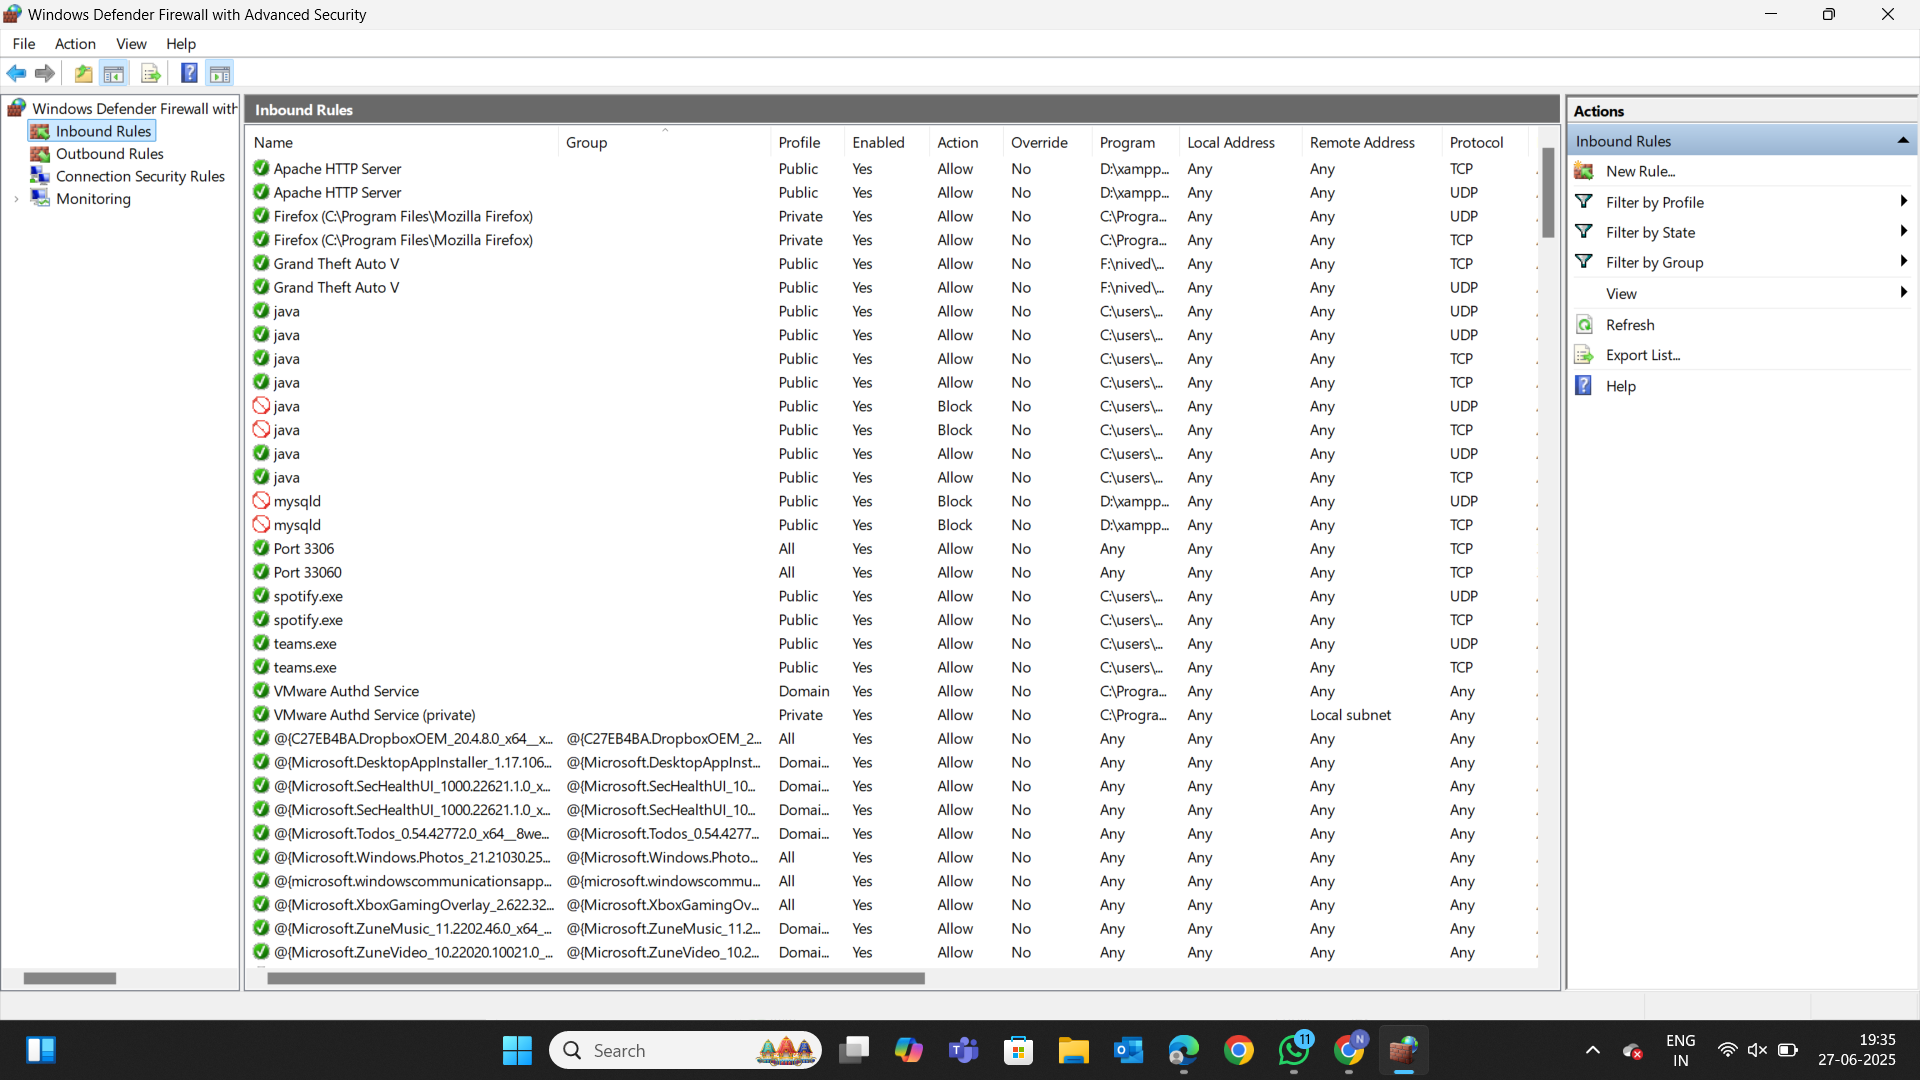 Windows Defender Firewall with Advanced Security
File Action View Help
Windows Defender Firewall with
Inbound Rules
Outbound Rules
Connection Security Rules
Monitoring
Inbound Rules
Name Group Profile Enabled Action Override Program Local Address Remote Address Protocol
Apache HTTP Server Public Yes Allow No D:\xampp... Any Any TCP
Apache HTTP Server Public Yes Allow No D:\xampp... Any Any UDP
Firefox (C:\Program Files\Mozilla Firefox) Private Yes Allow No C:\Progra... Any Any UDP
Firefox (C:\Program Files\Mozilla Firefox) Private Yes Allow No C:\Progra... Any Any TCP
Grand Theft Auto V Public Yes Allow No F:\nived\... Any Any TCP
Grand Theft Auto V Public Yes Allow No F:\nived\... Any Any UDP
java Public Yes Allow No C:\users\... Any Any UDP
java Public Yes Allow No C:\users\... Any Any UDP
java Public Yes Allow No C:\users\... Any Any TCP
java Public Yes Allow No C:\users\... Any Any TCP
java Public Yes Block No C:\users\... Any Any UDP
java Public Yes Block No C:\users\... Any Any TCP
java Public Yes Allow No C:\users\... Any Any UDP
java Public Yes Allow No C:\users\... Any Any TCP
mysqld Public Yes Block No D:\xampp... Any Any UDP
mysqld Public Yes Block No D:\xampp... Any Any TCP
Port 3306 All Yes Allow No Any Any Any TCP
Port 33060 All Yes Allow No Any Any Any TCP
spotify.exe Public Yes Allow No C:\users\... Any Any UDP
spotify.exe Public Yes Allow No C:\users\... Any Any TCP
teams.exe Public Yes Allow No C:\users\... Any Any UDP
teams.exe Public Yes Allow No C:\users\... Any Any TCP
VMware Authd Service Domain Yes Allow No C:\Progra... Any Any Any
VMware Authd Service (private) Private Yes Allow No C:\Progra... Any Local subnet Any
@{C27EB4BA.DropboxOEM_20.4.8.0_x64__x... @{C27EB4BA.DropboxOEM_2... All Yes Allow No Any Any Any Any
@{Microsoft.DesktopAppInstaller_1.17.106... @{Microsoft.DesktopAppInst... Domai... Yes Allow No Any Any Any Any
@{Microsoft.SecHealthUI_1000.22621.1.0_x... @{Microsoft.SecHealthUI_10... Domai... Yes Allow No Any Any Any Any
@{Microsoft.SecHealthUI_1000.22621.1.0_x... @{Microsoft.SecHealthUI_10... Domai... Yes Allow No Any Any Any Any
@{Microsoft.Todos_0.54.42772.0_x64__8we... @{Microsoft.Todos_0.54.4277... Domai... Yes Allow No Any Any Any Any
@{Microsoft.Windows.Photos_21.21030.25... @{Microsoft.Windows.Photo... All Yes Allow No Any Any Any Any
@{microsoft.windowscommunicationsapp... @{microsoft.windowscommu... All Yes Allow No Any Any Any Any
@{Microsoft.XboxGamingOverlay_2.622.32... @{Microsoft.XboxGamingOv... All Yes Allow No Any Any Any Any
@{Microsoft.ZuneMusic_11.2202.46.0_x64_... @{Microsoft.ZuneMusic_11.2... Domai... Yes Allow No Any Any Any Any
@{Microsoft.ZuneVideo_10.22020.10021.0_... @{Microsoft.ZuneVideo_10.2... Domai... Yes Allow No Any Any Any Any
Actions
Inbound Rules
New Rule...
Filter by Profile
Filter by State
Filter by Group
View
Refresh
Export List...
Help
Search
11
N
ENG
IN
19:35
27-06-2025